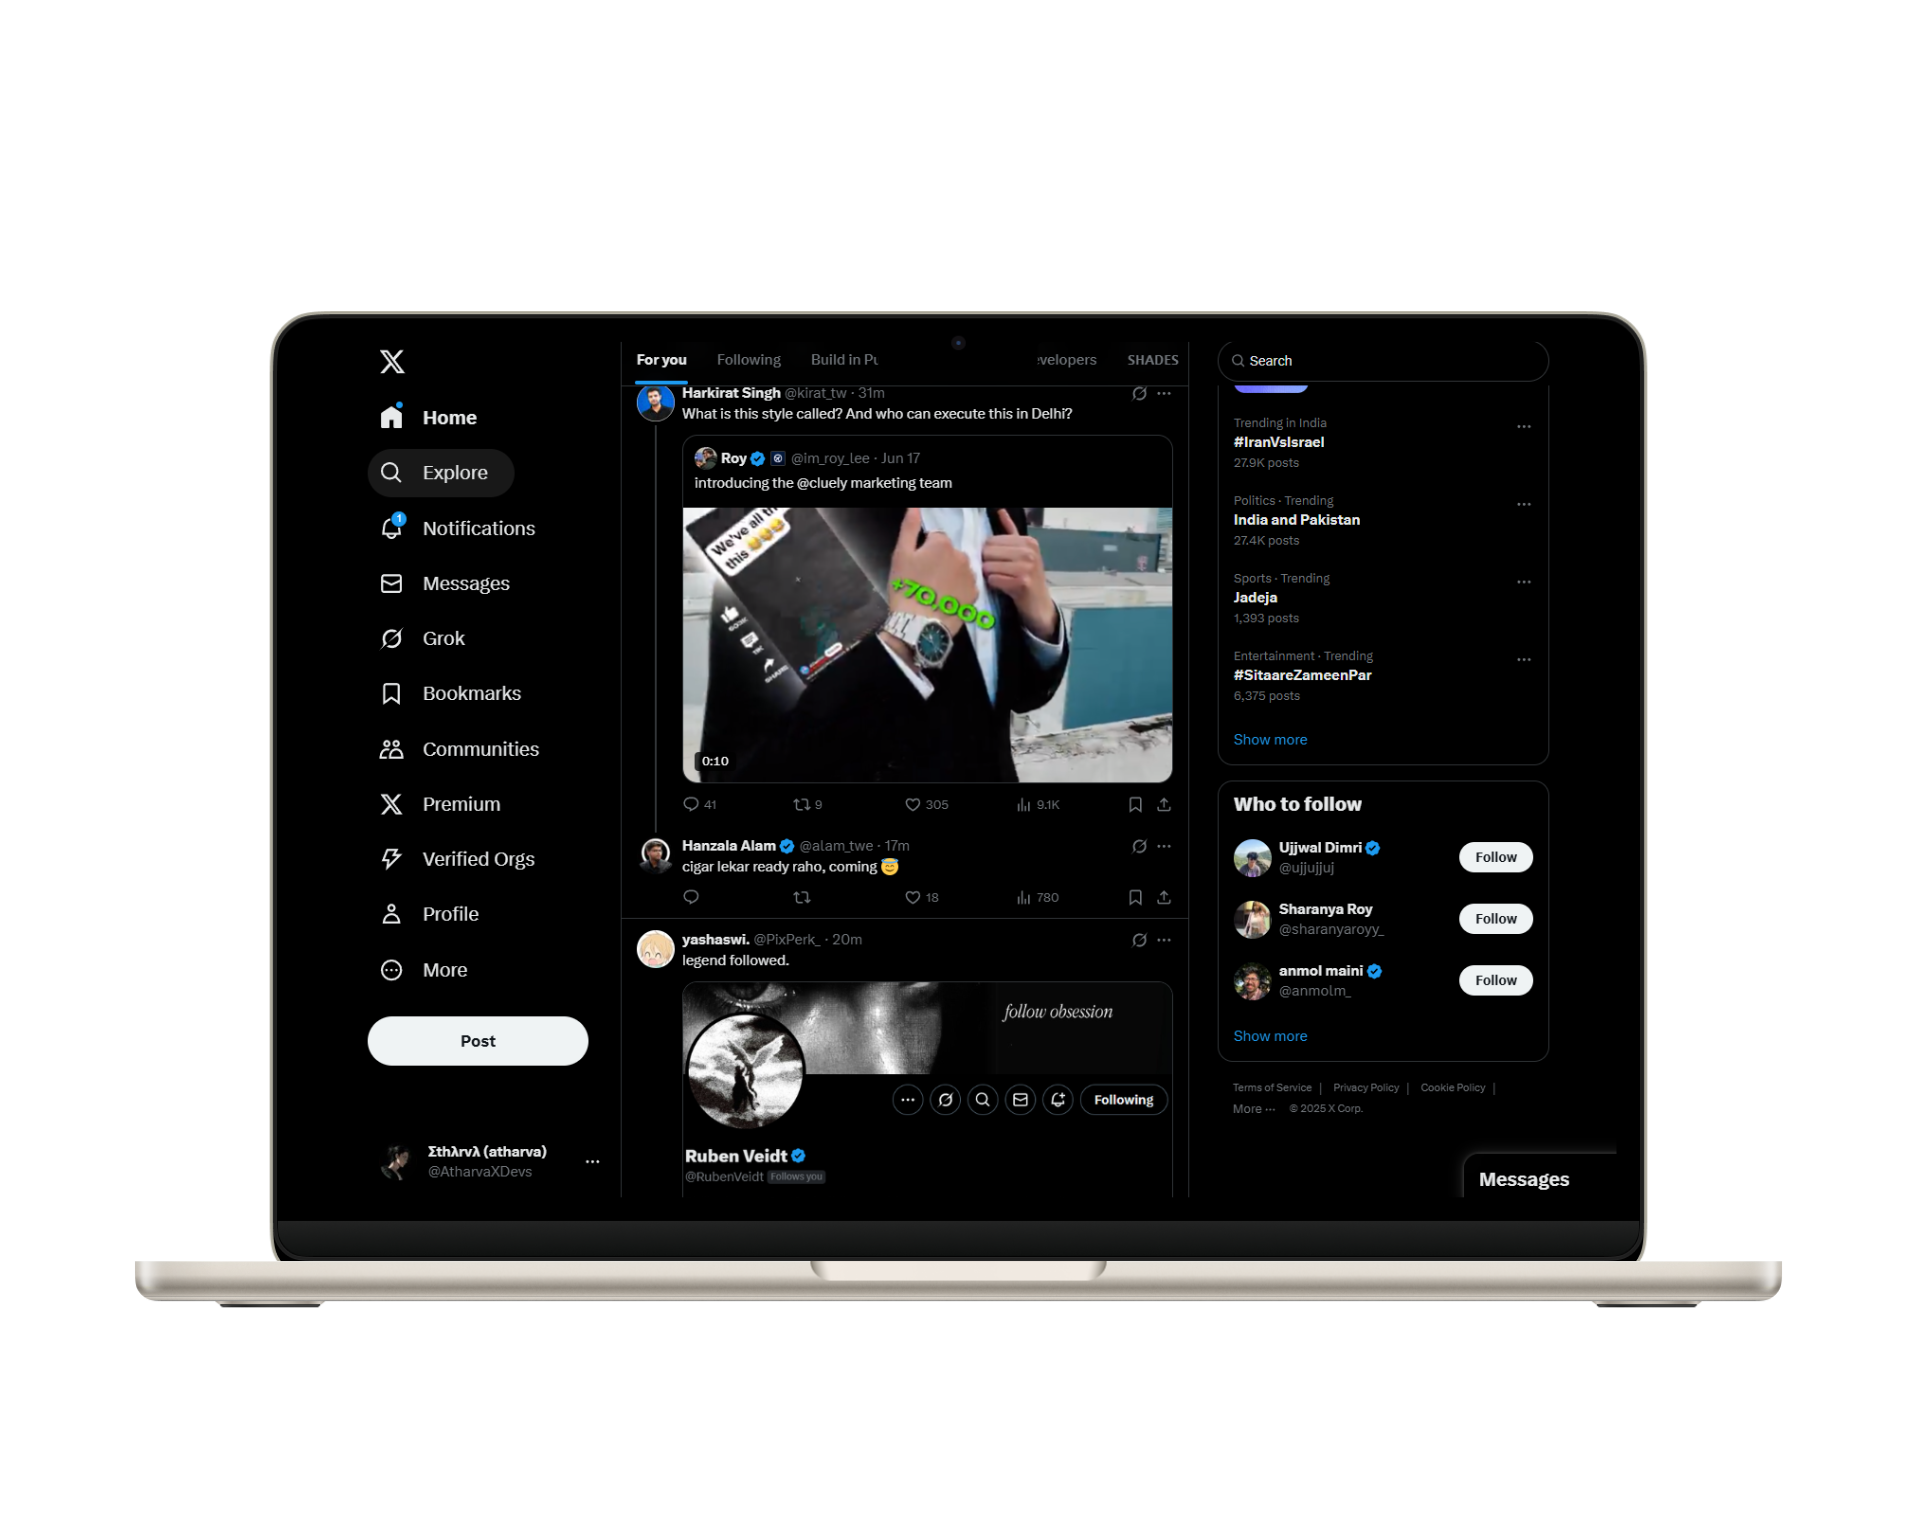 Home
Explore
1
Notifications
Messages
Grok
Bookmarks
Communities
Premium
Verified Orgs
Profile
More
Post
Σthλrvλ (atharva)
@AtharvaXDevs
For you
Following
Build in Pu
evelopers
SHADES
Harkirat Singh @kirat_tw · 31m
What is this style called? And who can execute this in Delhi?
Roy @im_roy_lee · Jun 17
introducing the @cluely marketing team
We've all th
this
SHARE
+70,000
0:10
41
9
305
9.1K
Hanzala Alam @alam_twe · 17m
cigar lekar ready raho, coming 😇
18
780
yashaswi. @PixPerk_ · 20m
legend followed.
follow obsession
Following
Ruben Veidt
@RubenVeidt Follows you
Search
Trending in India
#IranVsIsrael
27.9K posts
Politics · Trending
India and Pakistan
27.4K posts
Sports · Trending
Jadeja
1,393 posts
Entertainment · Trending
#SitaareZameenPar
6,375 posts
Show more
Who to follow
Ujjwal Dimri
@ujjujjuj
Follow
Sharanya Roy
@sharanyaroyy_
Follow
anmol maini
@anmolm_
Follow
Show more
Terms of Service | Privacy Policy | Cookie Policy |
More ··· © 2025 X Corp.
Messages